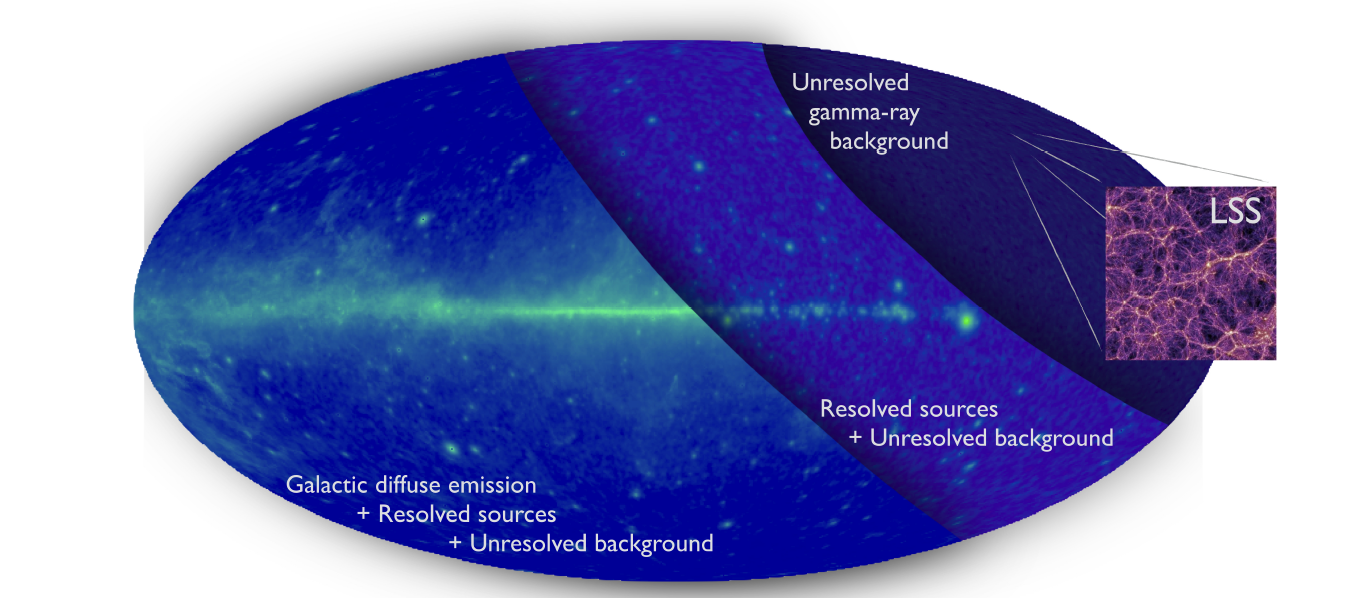 Unresolved
gamma-ray
background
LSS
Resolved sources
+ Unresolved background
Galactic diffuse emission
+ Resolved sources
+ Unresolved background